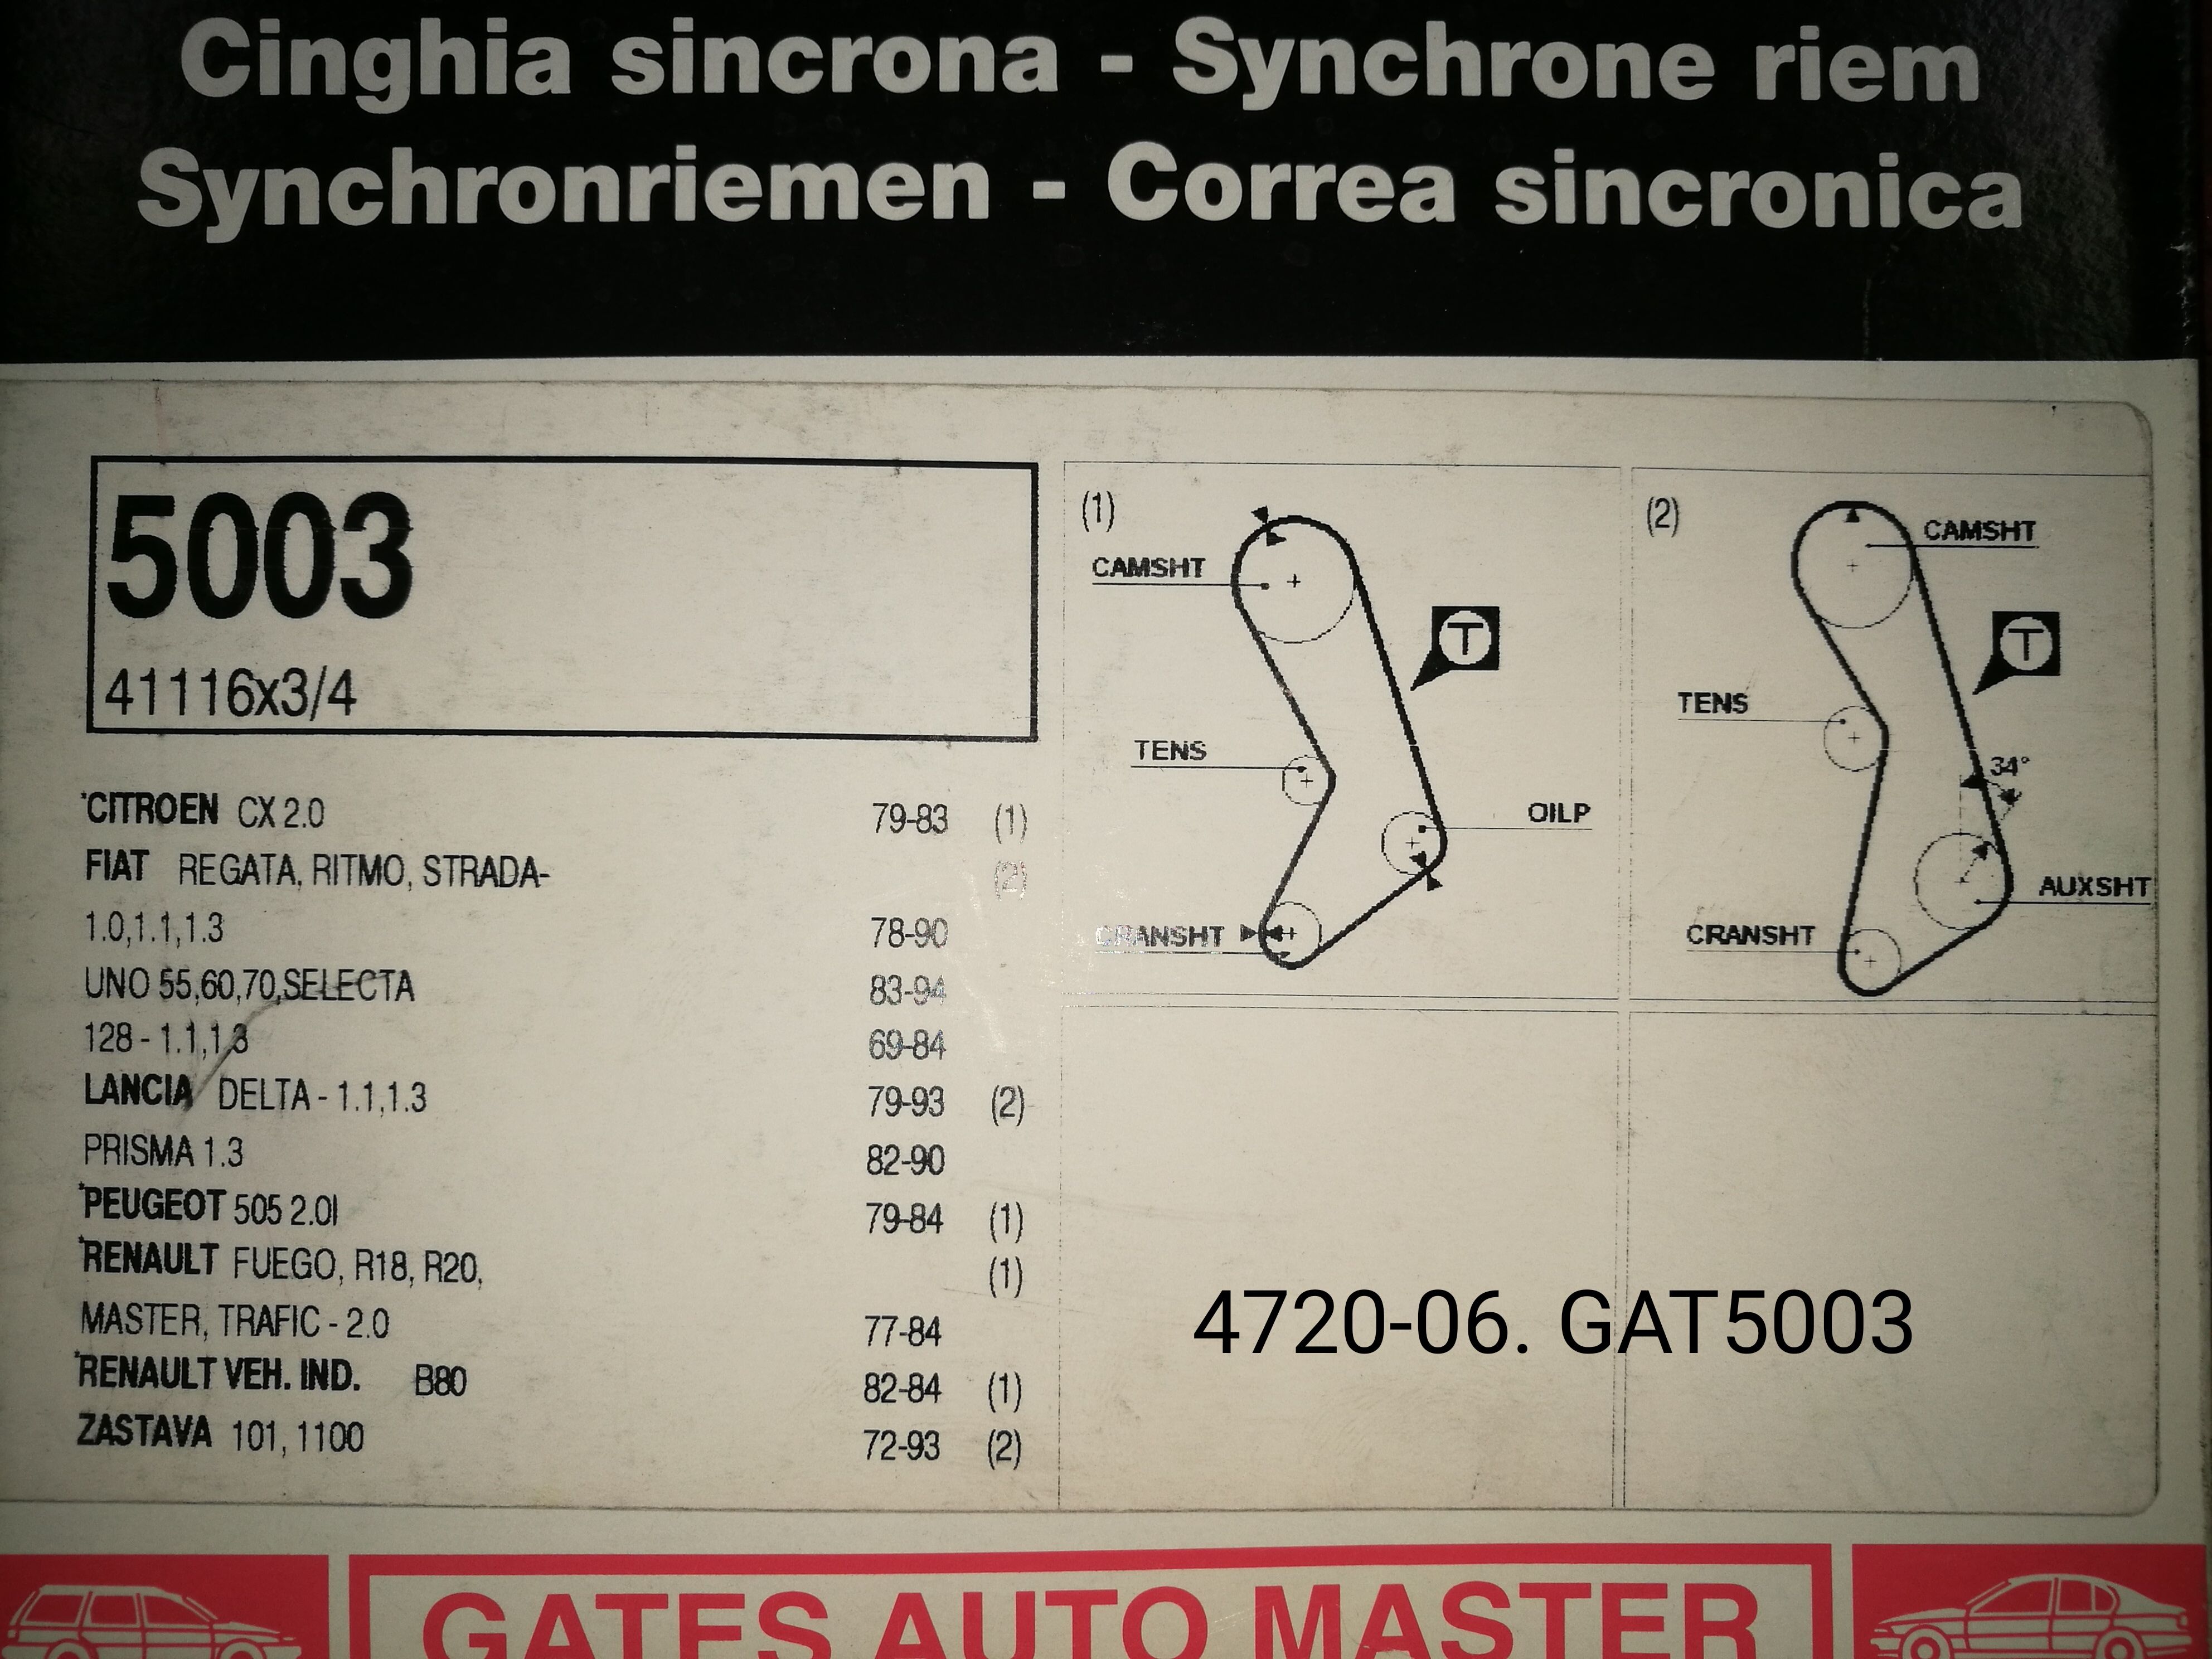 Cinghia sincrona - Synchrone riem
Synchronriemen - Correa sincronica
5003
41116x3/4
*CITROEN CX 2.0 79-83 (1)
FIAT REGATA, RITMO, STRADA- (2)
1.0,1.1,1.3 78-90
UNO 55,60,70,SELECTA 83-94
128 - 1.1,1.3 69-84
LANCIA DELTA - 1.1,1.3 79-93 (2)
PRISMA 1.3 82-90
*PEUGEOT 505 2.0l 79-84 (1)
*RENAULT FUEGO, R18, R20, (1)
MASTER, TRAFIC - 2.0 77-84
*RENAULT VEH. IND. B80 82-84 (1)
ZASTAVA 101, 1100 72-93 (2)
(1)
CAMSHT
T
TENS
OILP
CRANSHT
(2)
CAMSHT
T
TENS
34°
AUXSHT
CRANSHT
4720-06. GAT5003
GATES AUTO MASTER